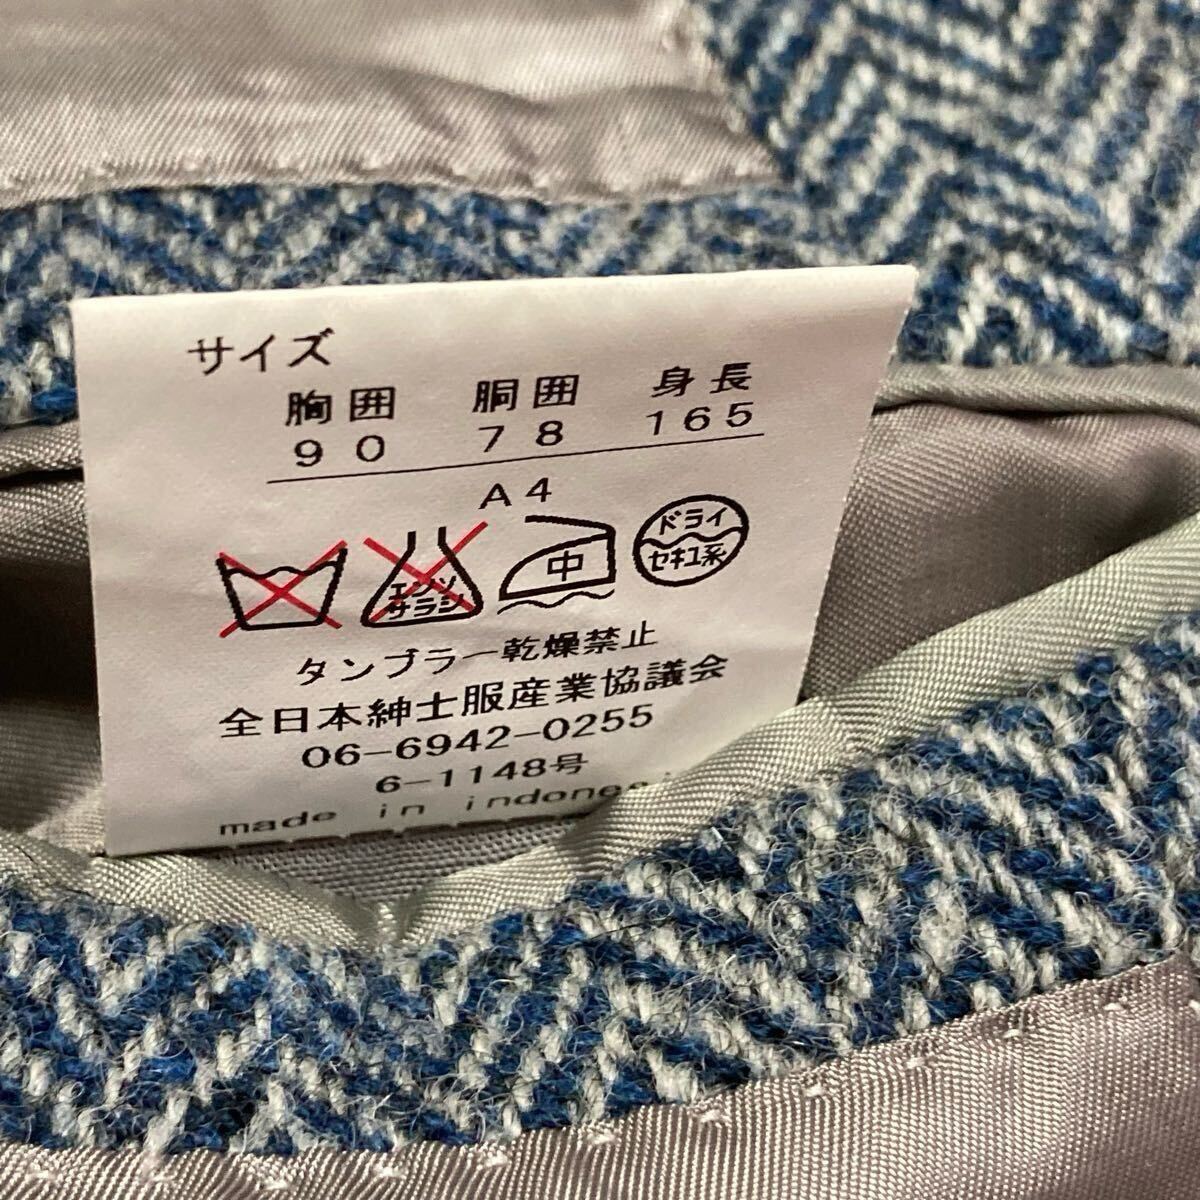 サイズ
胸囲 胴囲 身長
90 78 165
A4
エンソ サラシ
中
ドライ
セキユ系
タンブラー乾燥禁止
全日本紳士服産業協議会
06-6942-0255
6-1148号
made in indonesi